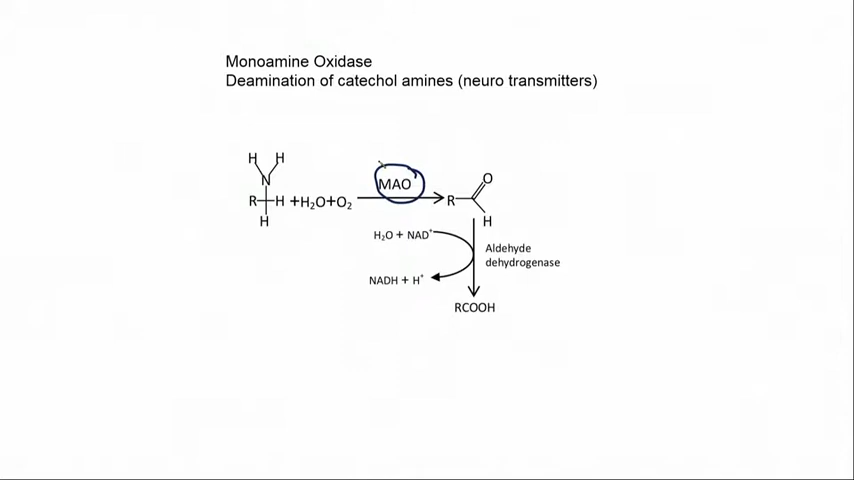 Monoamine Oxidase
Deamination of catechol amines (neuro transmitters)
H H
N
R H +H₂O+O₂
H
MAO
R
O
H
H₂O + NAD⁺
Aldehyde
dehydrogenase
NADH + H⁺
RCOOH